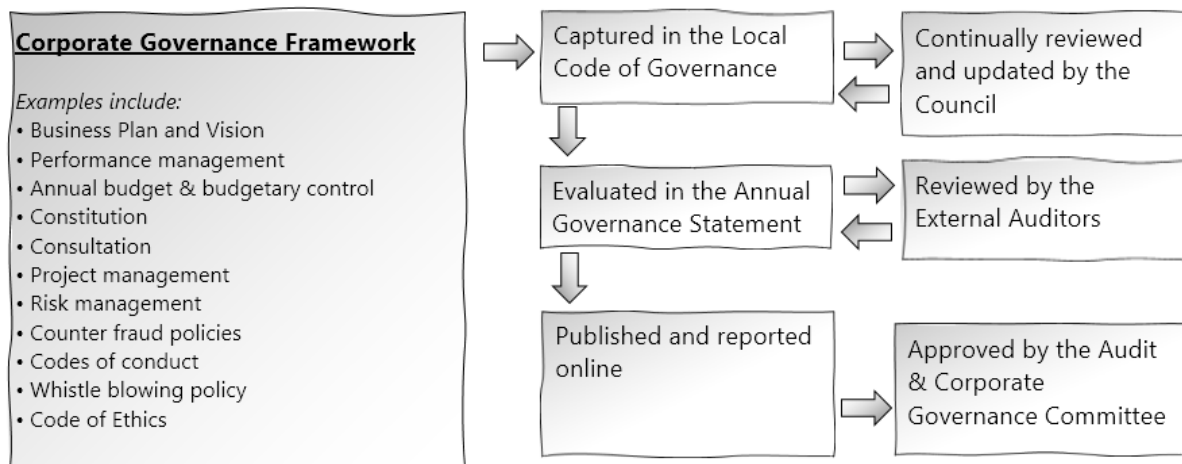 Corporate Governance Framework
Examples include:
• Business Plan and Vision
• Performance management
• Annual budget & budgetary control
• Constitution
• Consultation
• Project management
• Risk management
• Counter fraud policies
• Codes of conduct
• Whistle blowing policy
• Code of Ethics
Captured in the Local
Code of Governance
Continually reviewed
and updated by the
Council
Evaluated in the Annual
Governance Statement
Reviewed by the
External Auditors
Published and reported
online
Approved by the Audit
& Corporate
Governance Committee